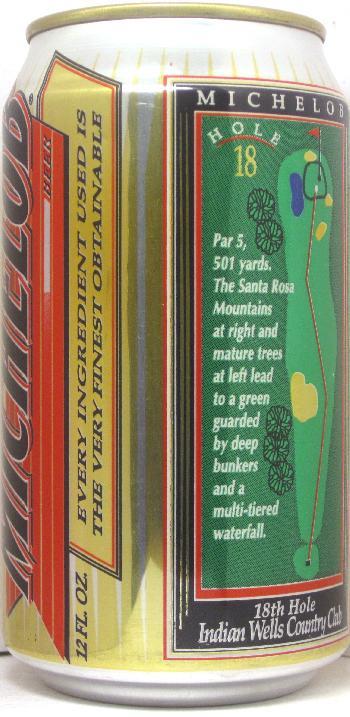 MICHELOB
BEER
EVERY INGREDIENT USED IS
THE VERY FINEST OBTAINABLE
12 FL. OZ.
MICHELOB
HOLE
18
Par 5,
501 yards.
The Santa Rosa
Mountains
at right and
mature trees
at left lead
to a green
guarded
by deep
bunkers
and a
multi-tiered
waterfall.
18th Hole
Indian Wells Country Club